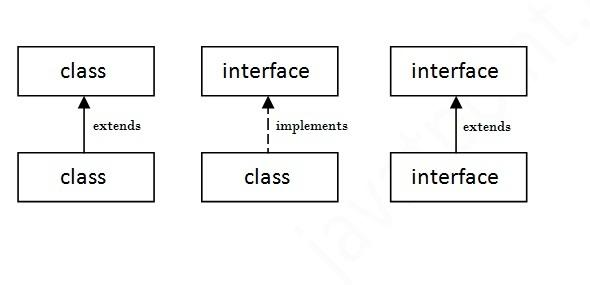 class
interface
interface
extends
implements
extends
class
class
interface